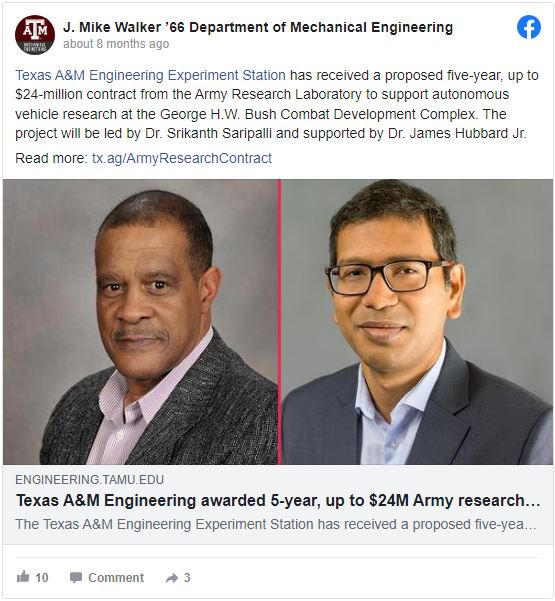 J. Mike Walker ’66 Department of Mechanical Engineering
about 8 months ago
Texas A&M Engineering Experiment Station has received a proposed five-year, up to
$24-million contract from the Army Research Laboratory to support autonomous
vehicle research at the George H.W. Bush Combat Development Complex. The
project will be led by Dr. Srikanth Saripalli and supported by Dr. James Hubbard Jr.
Read more: tx.ag/ArmyResearchContract
ENGINEERING.TAMU.EDU
Texas A&M Engineering awarded 5-year, up to $24M Army research…
The Texas A&M Engineering Experiment Station has received a proposed five-yea…
10 Comment 3